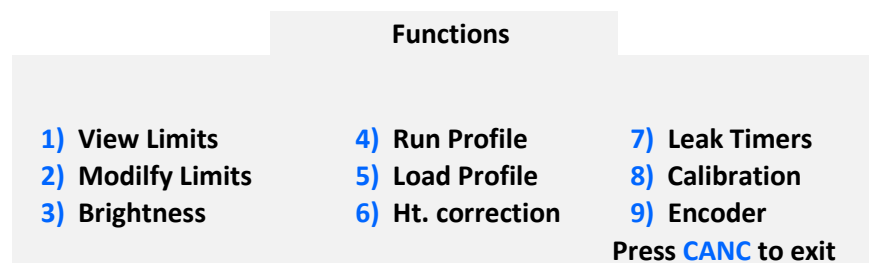 Functions
1) View Limits 4) Run Profile 7) Leak Timers
2) Modilfy Limits 5) Load Profile 8) Calibration
3) Brightness 6) Ht. correction 9) Encoder
Press CANC to exit